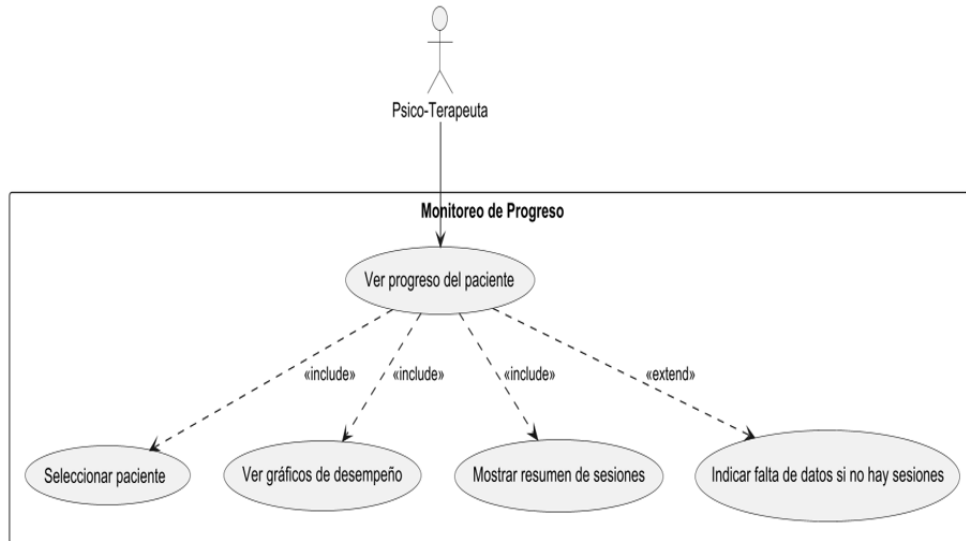 Psico-Terapeuta
Monitoreo de Progreso
Ver progreso del paciente
«include»
«include»
«include»
«extend»
Seleccionar paciente
Ver gráficos de desempeño
Mostrar resumen de sesiones
Indicar falta de datos si no hay sesiones